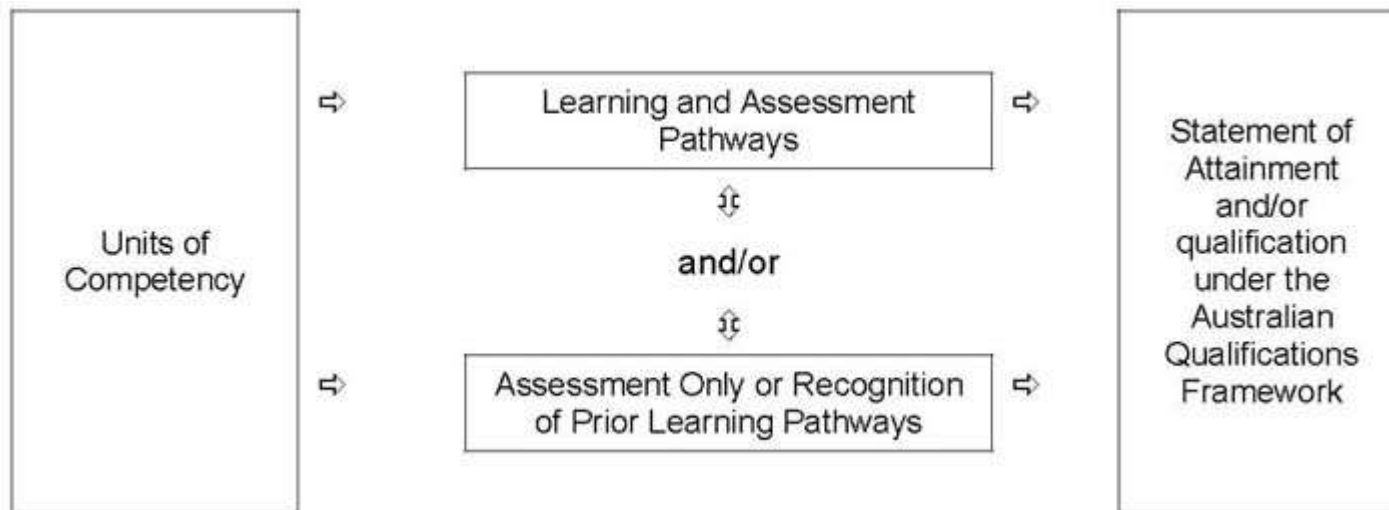 Units of
Competency
Learning and Assessment
Pathways
and/or
Assessment Only or Recognition
of Prior Learning Pathways
Statement of
Attainment
and/or
qualification
under the
Australian
Qualifications
Framework